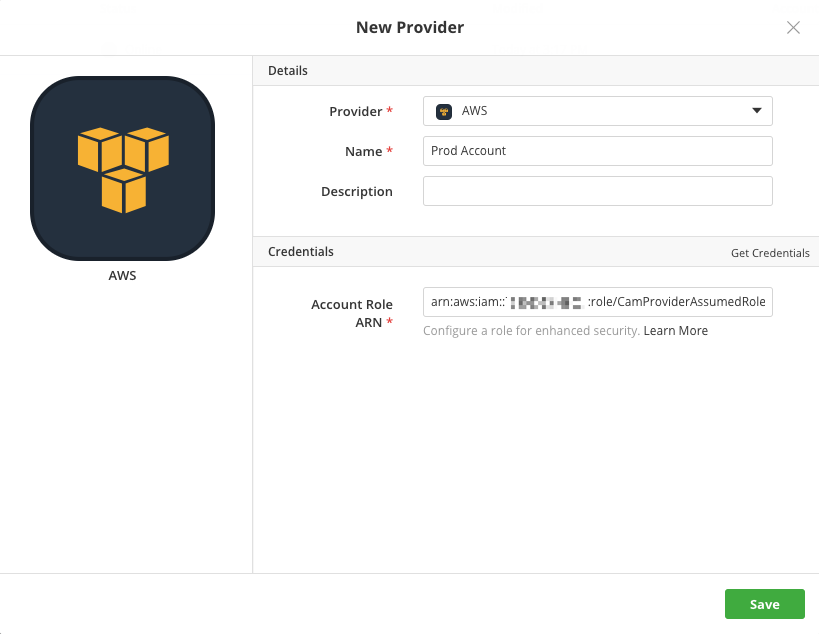 New Provider
AWS
Details
Provider *
AWS
Name *
Prod Account
Description
Credentials
Get Credentials
Account Role
ARN *
arn:aws:iam:: :role/CamProviderAssumedRole
Configure a role for enhanced security. Learn More
Save